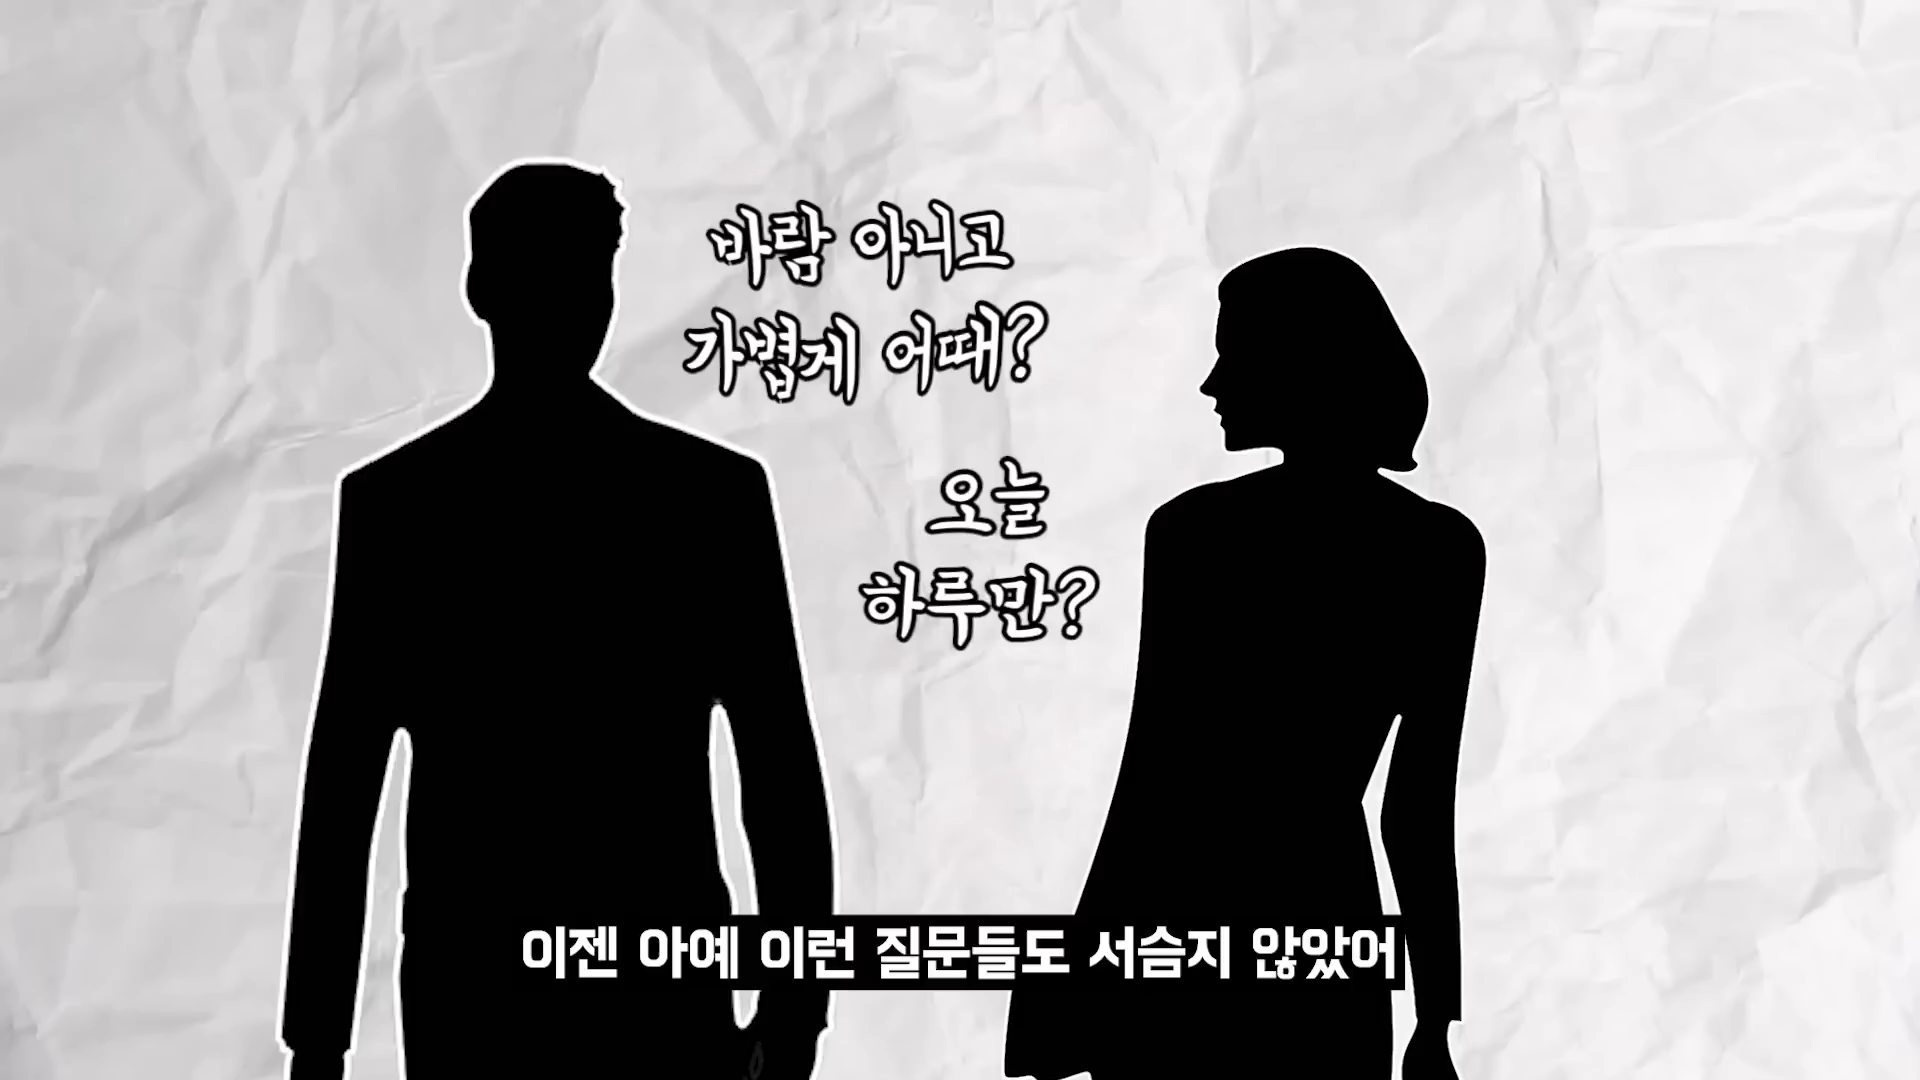 바람 아니고
가볍게 어때?
오늘
하루만?
이젠 아예 이런 질문들도 서슴지 않았어